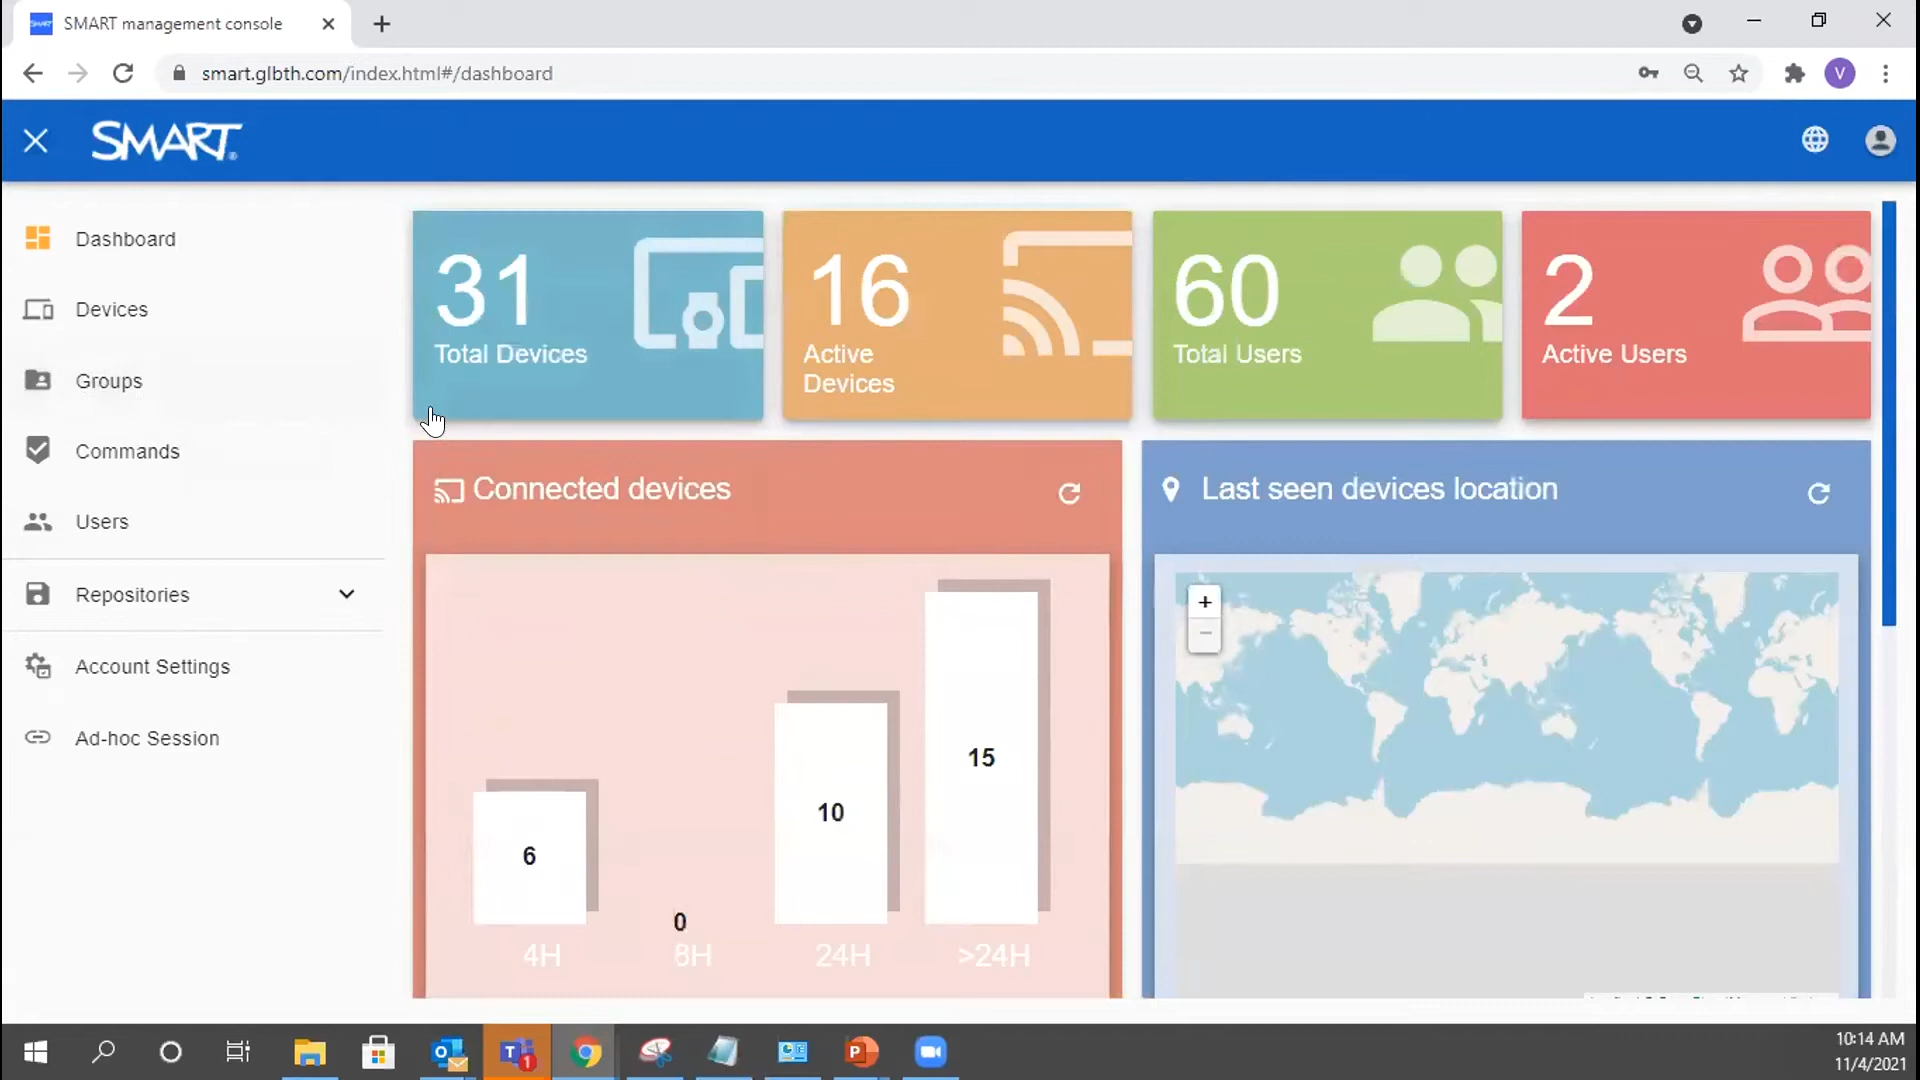 SMART management console
smart.glbth.com/index.html#/dashboard
V
SMART
Dashboard
Devices
Groups
Commands
Users
Repositories
Account Settings
Ad-hoc Session
31
Total Devices
16
Active
Devices
60
Total Users
2
Active Users
Connected devices
6
0
10
15
4H
8H
24H
>24H
Last seen devices location
+
−
T
1
P
10:14 AM
11/4/2021